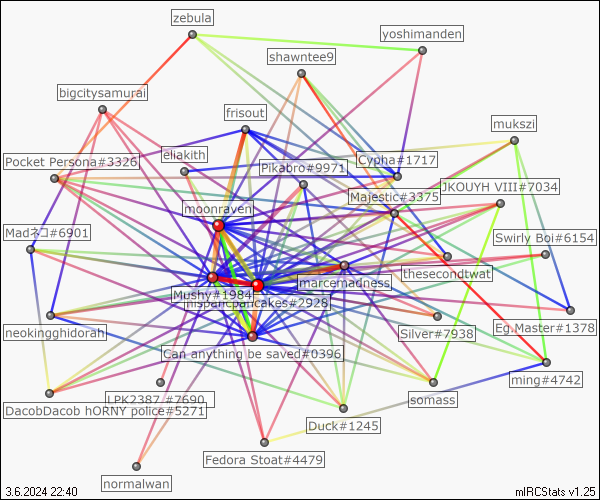 zebula
yoshimanden
shawntee9
bigcitysamurai
frisout
mukszi
eliakith
Cypha#1717
Pocket Persona#3326
Pikabro#9971
JKOUYH VIII#7034
Majestic#3375
moonraven
Madネコ#6901
Swirly Boi#6154
thesecondtwat
marcemadness
Mushy#1984
mspancpancakes#2928
neokingghidorah
Silver#7938
Eg.Master#1378
Can anything be saved#0396
ming#4742
LPK2387 #7690
somass
DacobDacob hORNY police#5271
Duck#1245
Fedora Stoat#4479
normalwan
3.6.2024 22:40
mIRCStats v1.25